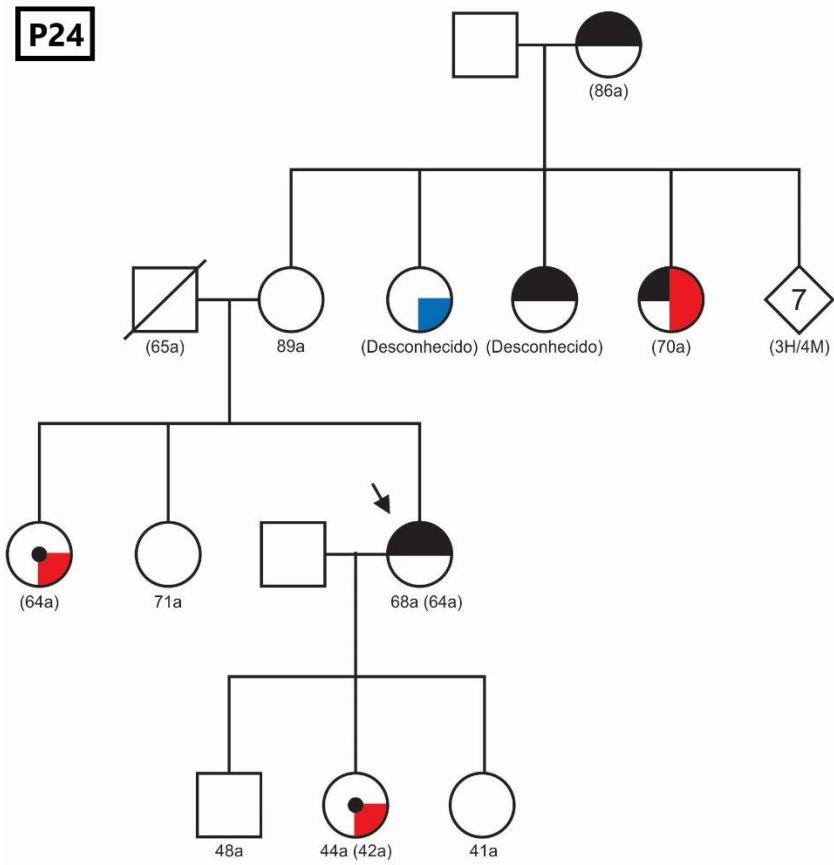 P24
(86a)
7
(65a)
89a
(Desconhecido)
(Desconhecido)
(70a)
(3H/4M)
(64a)
71a
68a (64a)
48a
44a (42a)
41a